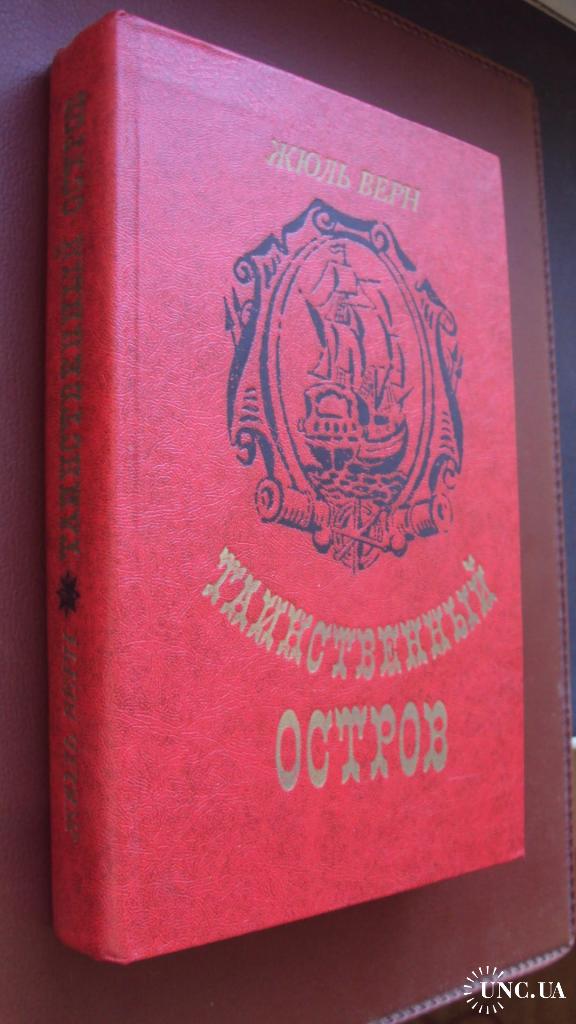 ЖЮЛЬ ВЕРН
ТАИНСТВЕННЫЙ
ОСТРОВ
ЖЮЛЬ ВЕРН ТАИНСТВЕННЫЙ ОСТРОВ
UNC.UA